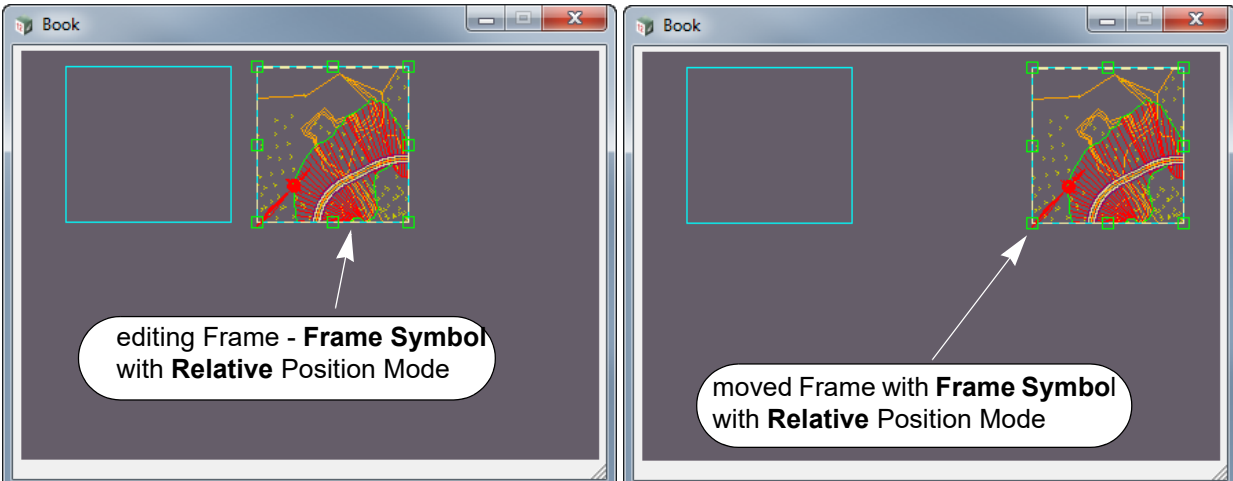 Book
editing Frame - Frame Symbol
with Relative Position Mode
Book
moved Frame with Frame Symbol
with Relative Position Mode